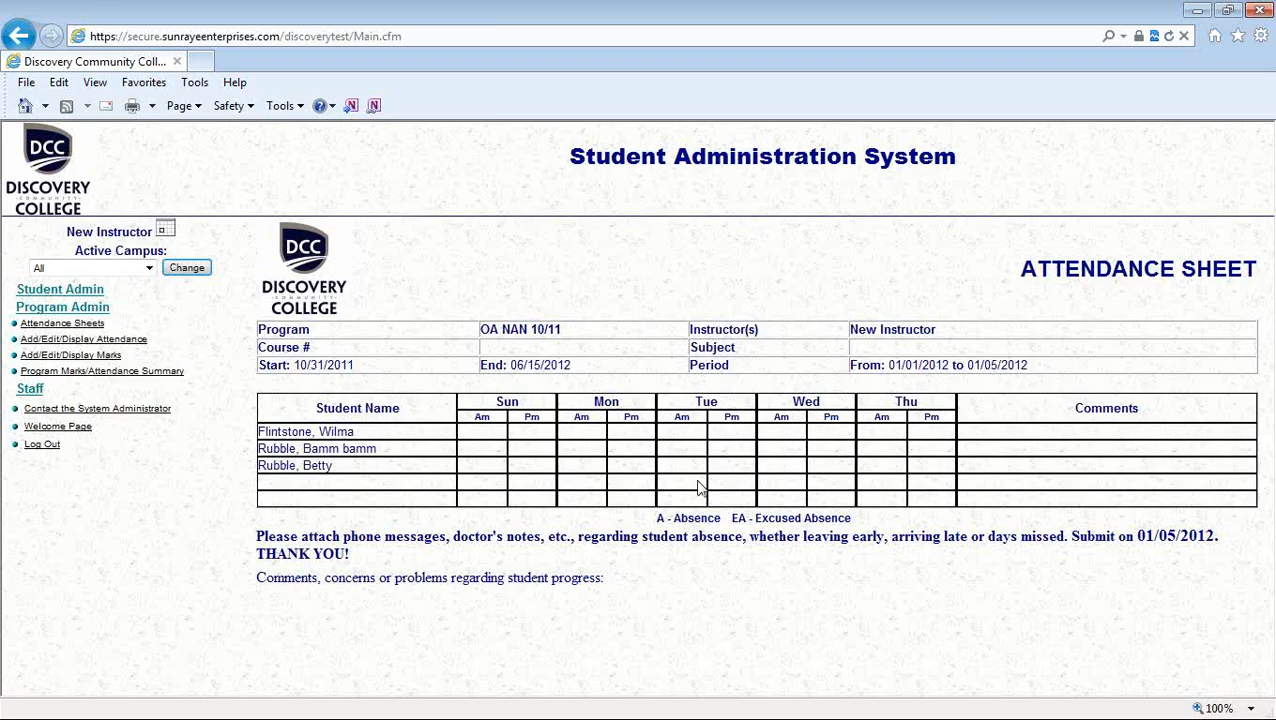 https://secure.sunrayeenterprises.com/discoverytest/Main.cfm
Discovery Community Coll...
File Edit View Favorites Tools Help
Page Safety Tools
DCC
DISCOVERY
COMMUNITY
COLLEGE
Student Administration System
New Instructor
Active Campus:
All Change
Student Admin
Program Admin
Attendance Sheets
Add/Edit/Display Attendance
Add/Edit/Display Marks
Program Marks/Attendance Summary
Staff
Contact the System Administrator
Welcome Page
Log Out
DCC
DISCOVERY
COMMUNITY
COLLEGE
ATTENDANCE SHEET
Program OA NAN 10/11 Instructor(s) New Instructor
Course # Subject
Start: 10/31/2011 End: 06/15/2012 Period From: 01/01/2012 to 01/05/2012
Student Name Sun Mon Tue Wed Thu Comments
Am Pm Am Pm Am Pm Am Pm Am Pm
Flintstone, Wilma
Rubble, Bamm bamm
Rubble, Betty
A - Absence EA - Excused Absence
Please attach phone messages, doctor's notes, etc., regarding student absence, whether leaving early, arriving late or days missed. Submit on 01/05/2012.
THANK YOU!
Comments, concerns or problems regarding student progress:
100%